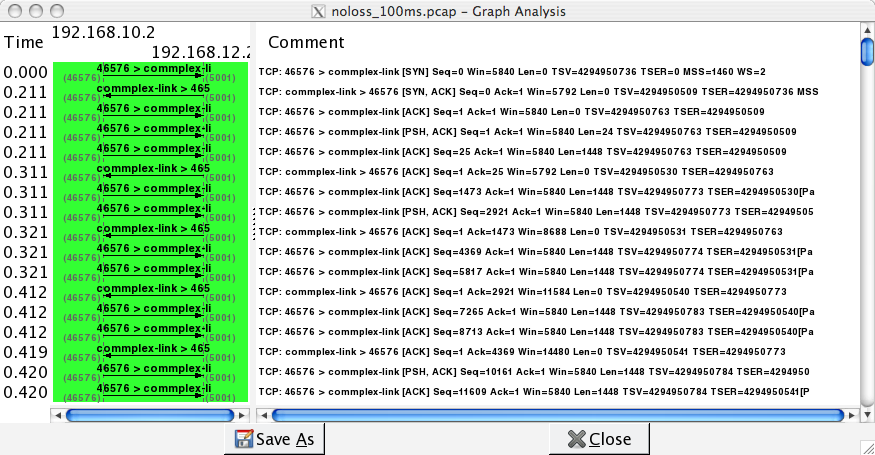 noloss_100ms.pcap - Graph Analysis
Time 192.168.10.2 192.168.12.2 Comment
0.000 46576 > commplex-li (46576) (5001) TCP: 46576 > commplex-link [SYN] Seq=0 Win=5840 Len=0 TSV=4294950736 TSER=0 MSS=1460 WS=2
0.211 commplex-link > 465 (46576) (5001) TCP: commplex-link > 46576 [SYN, ACK] Seq=0 Ack=1 Win=5792 Len=0 TSV=4294950509 TSER=4294950736 MSS
0.211 46576 > commplex-li (46576) (5001) TCP: 46576 > commplex-link [ACK] Seq=1 Ack=1 Win=5840 Len=0 TSV=4294950763 TSER=4294950509
0.211 46576 > commplex-li (46576) (5001) TCP: 46576 > commplex-link [PSH, ACK] Seq=1 Ack=1 Win=5840 Len=24 TSV=4294950763 TSER=4294950509
0.211 46576 > commplex-li (46576) (5001) TCP: 46576 > commplex-link [ACK] Seq=25 Ack=1 Win=5840 Len=1448 TSV=4294950763 TSER=4294950509
0.311 commplex-link > 465 (46576) (5001) TCP: commplex-link > 46576 [ACK] Seq=1 Ack=25 Win=5792 Len=0 TSV=4294950530 TSER=4294950763
0.311 46576 > commplex-li (46576) (5001) TCP: 46576 > commplex-link [ACK] Seq=1473 Ack=1 Win=5840 Len=1448 TSV=4294950773 TSER=4294950530[Pa
0.311 46576 > commplex-li (46576) (5001) TCP: 46576 > commplex-link [PSH, ACK] Seq=2921 Ack=1 Win=5840 Len=1448 TSV=4294950773 TSER=42949505
0.321 commplex-link > 465 (46576) (5001) TCP: commplex-link > 46576 [ACK] Seq=1 Ack=1473 Win=8688 Len=0 TSV=4294950531 TSER=4294950763
0.321 46576 > commplex-li (46576) (5001) TCP: 46576 > commplex-link [ACK] Seq=4369 Ack=1 Win=5840 Len=1448 TSV=4294950774 TSER=4294950531[Pa
0.321 46576 > commplex-li (46576) (5001) TCP: 46576 > commplex-link [ACK] Seq=5817 Ack=1 Win=5840 Len=1448 TSV=4294950774 TSER=4294950531[Pa
0.412 commplex-link > 465 (46576) (5001) TCP: commplex-link > 46576 [ACK] Seq=1 Ack=2921 Win=11584 Len=0 TSV=4294950540 TSER=4294950773
0.412 46576 > commplex-li (46576) (5001) TCP: 46576 > commplex-link [ACK] Seq=7265 Ack=1 Win=5840 Len=1448 TSV=4294950783 TSER=4294950540[Pa
0.412 46576 > commplex-li (46576) (5001) TCP: 46576 > commplex-link [ACK] Seq=8713 Ack=1 Win=5840 Len=1448 TSV=4294950783 TSER=4294950540[Pa
0.419 commplex-link > 465 (46576) (5001) TCP: commplex-link > 46576 [ACK] Seq=1 Ack=4369 Win=14480 Len=0 TSV=4294950541 TSER=4294950773
0.420 46576 > commplex-li (46576) (5001) TCP: 46576 > commplex-link [PSH, ACK] Seq=10161 Ack=1 Win=5840 Len=1448 TSV=4294950784 TSER=4294950
0.420 46576 > commplex-li (46576) (5001) TCP: 46576 > commplex-link [ACK] Seq=11609 Ack=1 Win=5840 Len=1448 TSV=4294950784 TSER=4294950541[P
Save As Close